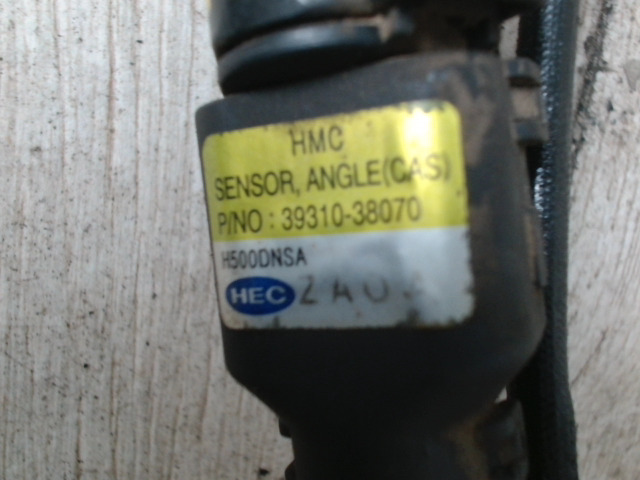 HMC
SENSOR, ANGLE(CAS)
P/NO : 39310-38070
H500DNSA
HEC